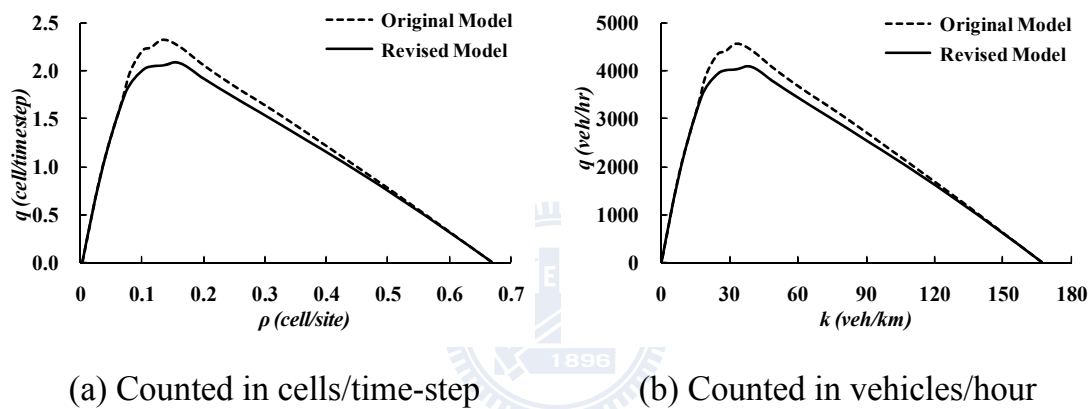 2.5
2.0
1.5
1.0
0.5
0.0
q (cell/timestep)
0 0.1 0.2 0.3 0.4 0.5 0.6 0.7
ρ (cell/site)
Original Model
Revised Model
5000
4000
3000
2000
1000
0
q (veh/hr)
0 30 60 90 120 150 180
k (veh/km)
Original Model
Revised Model
E
E
1896
(a) Counted in cells/time-step
(b) Counted in vehicles/hour